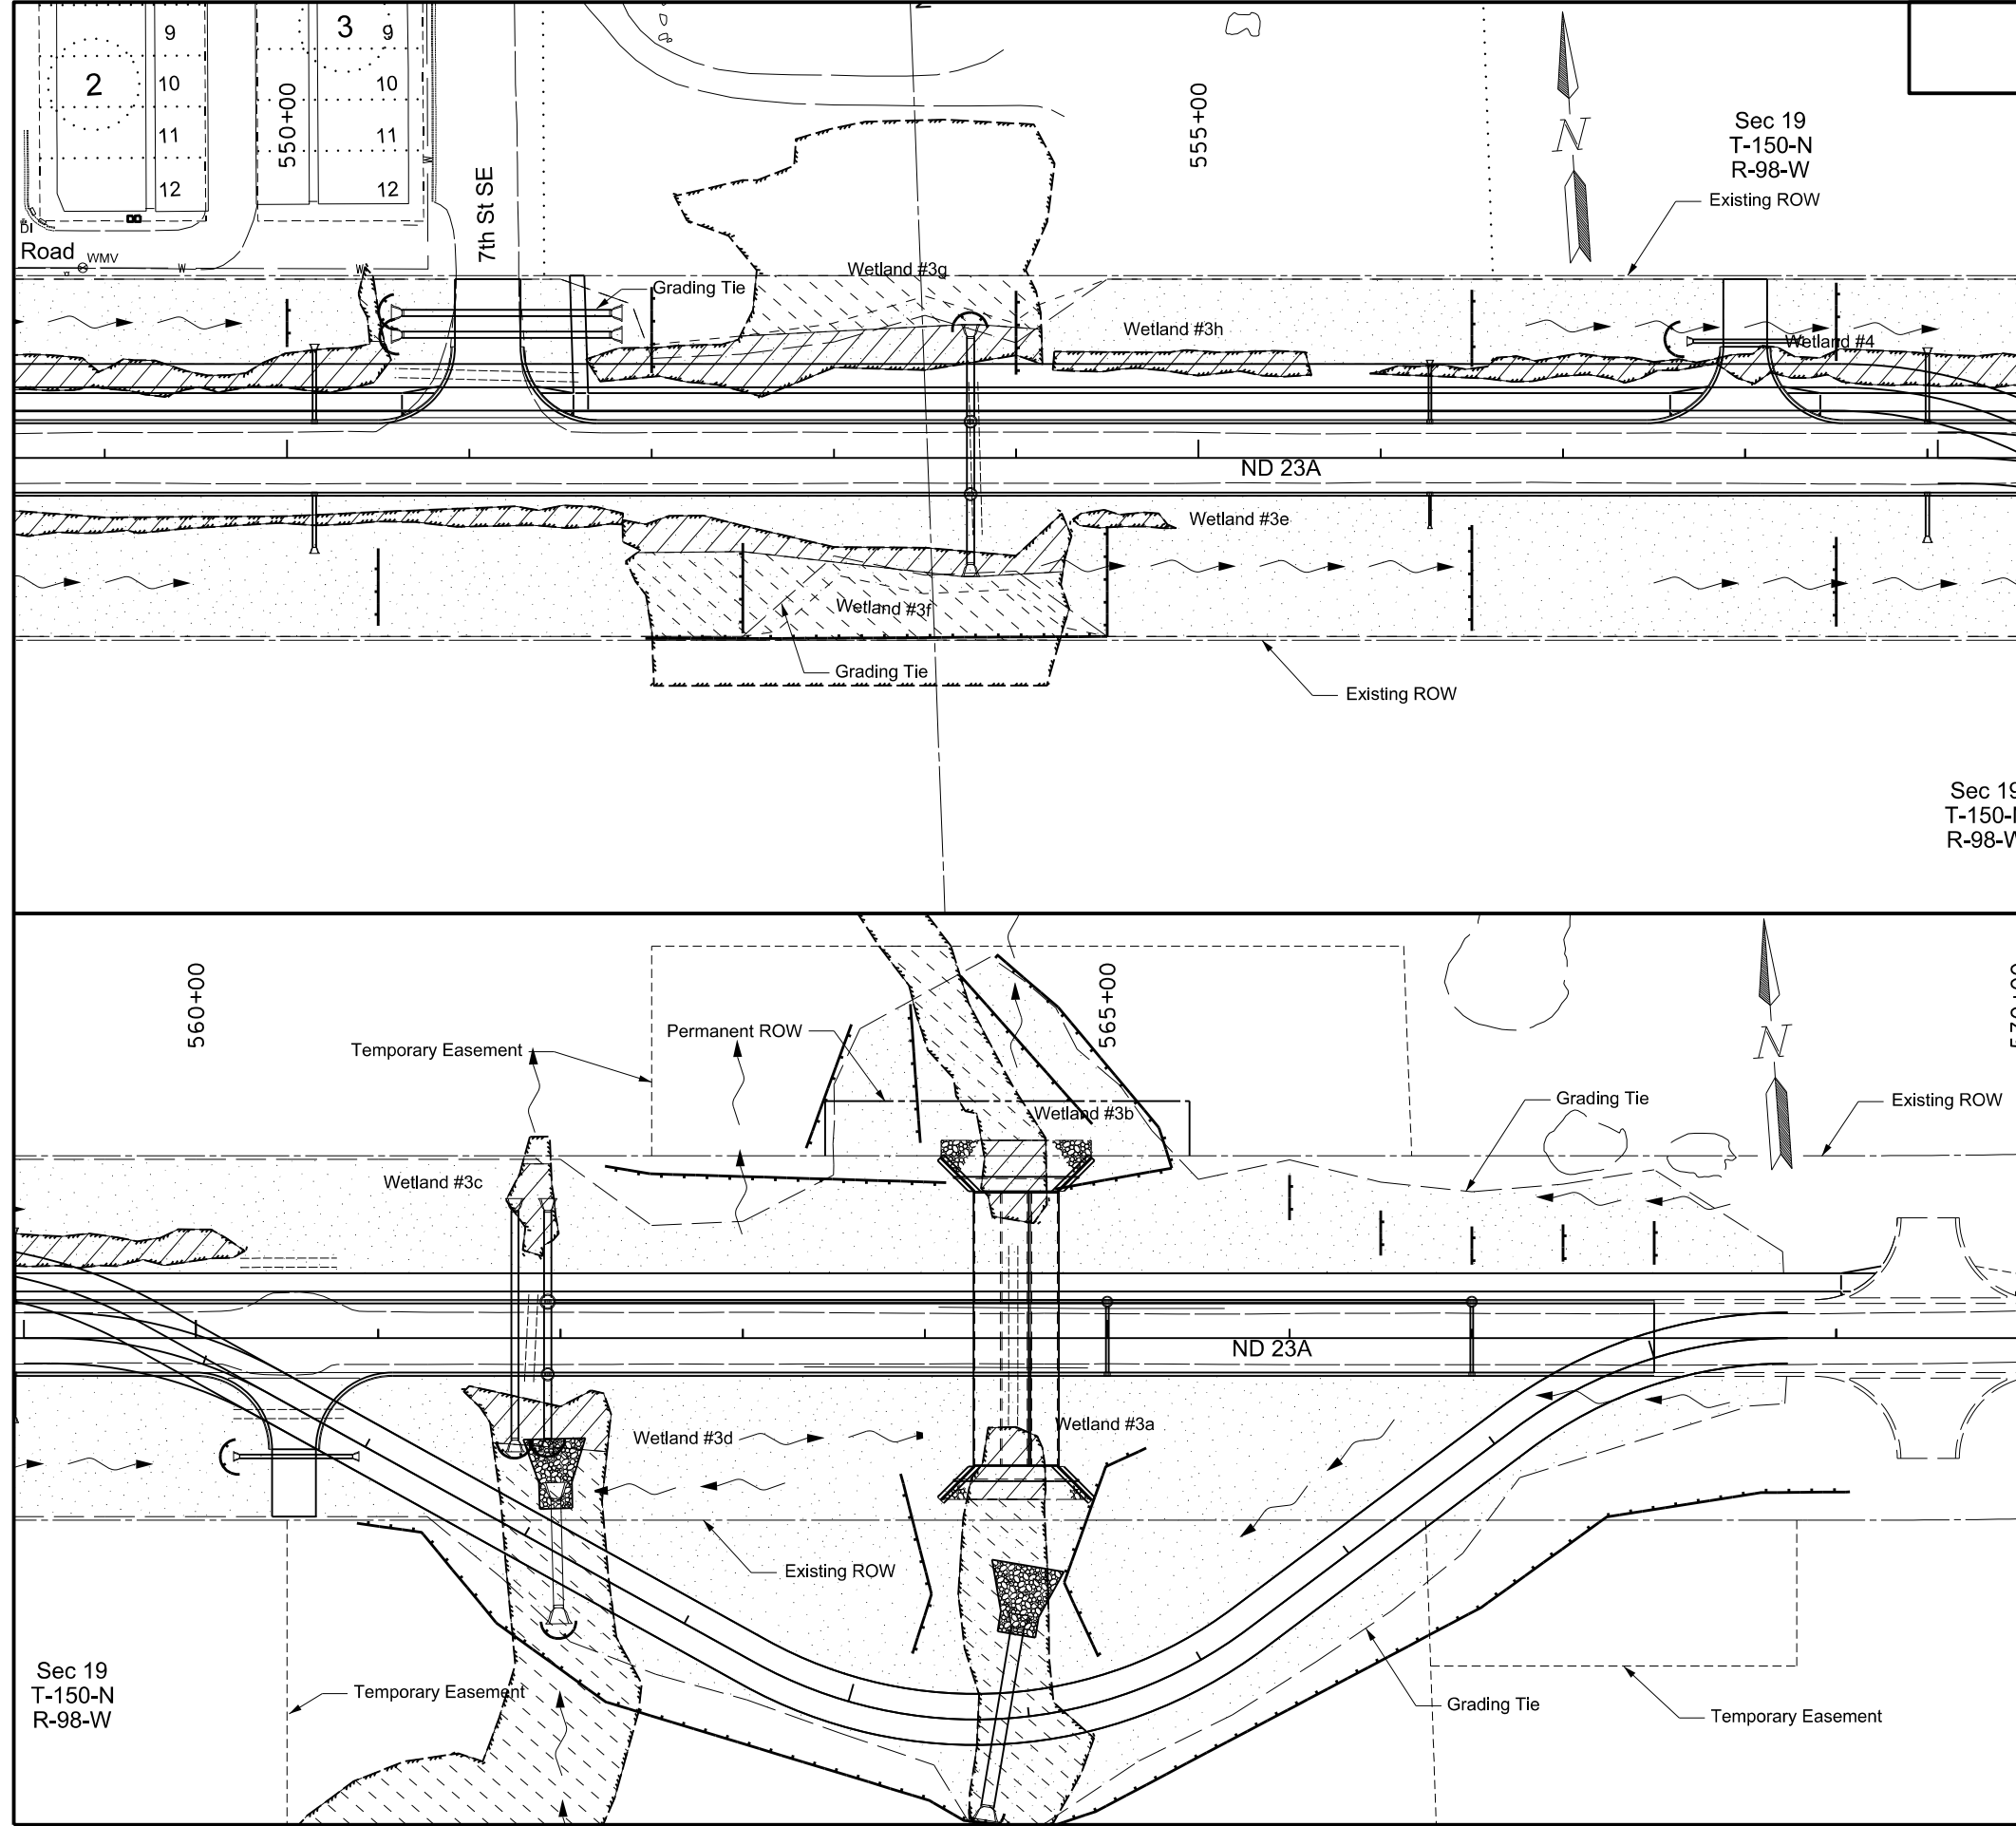 2
9
10
11
12
3
9
10
11
12
550+00
7th St SE
555+00
N
Sec 19
T-150-N
R-98-W
Existing ROW
DI
Road
WMV
W
W
W
Grading Tie
Wetland #3g
Wetland #3h
Wetland #4
ND 23A
Wetland #3e
Wetland #3f
Grading Tie
Existing ROW
Sec 19
T-150-N
R-98-W
560+00
565+00
N
Temporary Easement
Permanent ROW
Wetland #3b
Grading Tie
Existing ROW
Wetland #3c
ND 23A
Wetland #3d
Wetland #3a
Existing ROW
Sec 19
T-150-N
R-98-W
Temporary Easement
Grading Tie
Temporary Easement